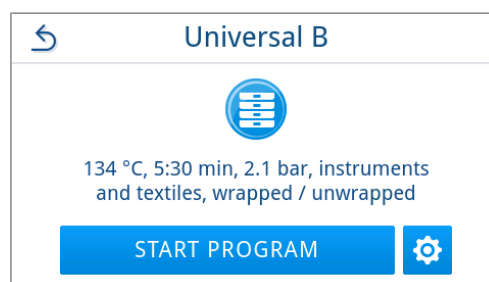 Universal B
134 °C, 5:30 min, 2.1 bar, instruments
and textiles, wrapped / unwrapped
START PROGRAM